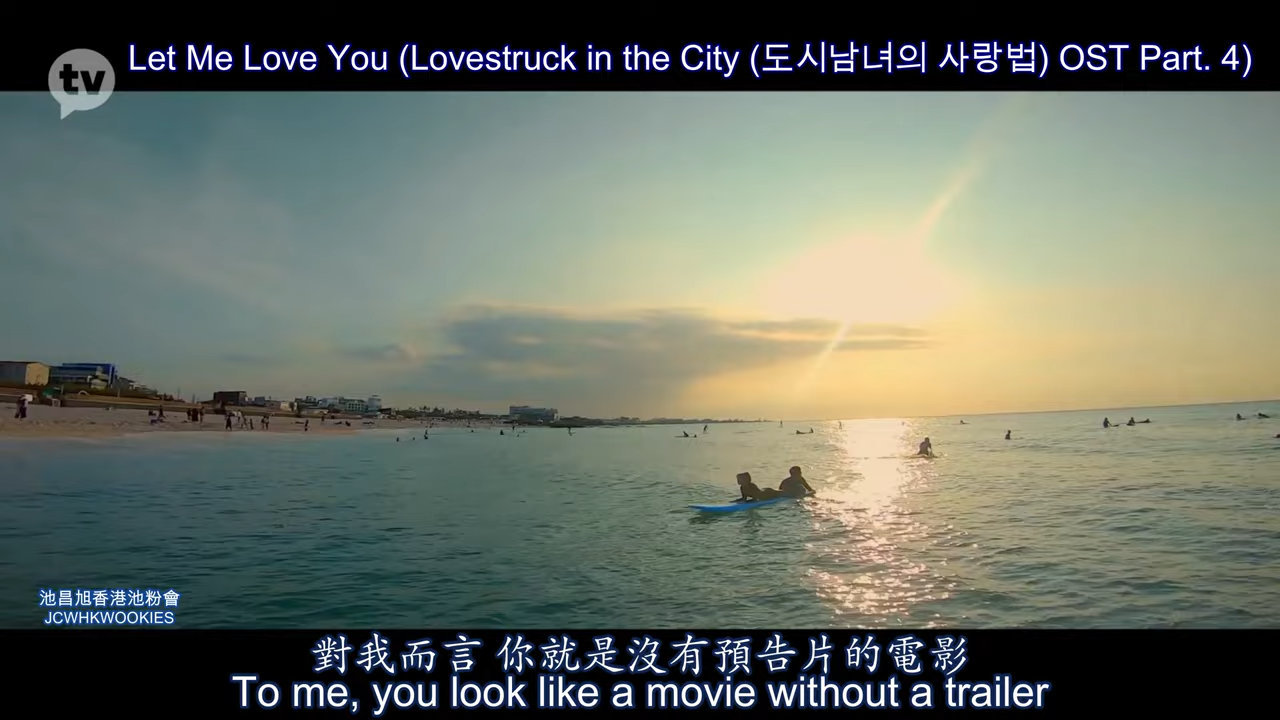 tv
Let Me Love You (Lovestruck in the City (도시남녀의 사랑법) OST Part. 4)
池昌旭香港池粉會
JCWHKWOOKIES
對我而言 你就是沒有預告片的電影
To me, you look like a movie without a trailer